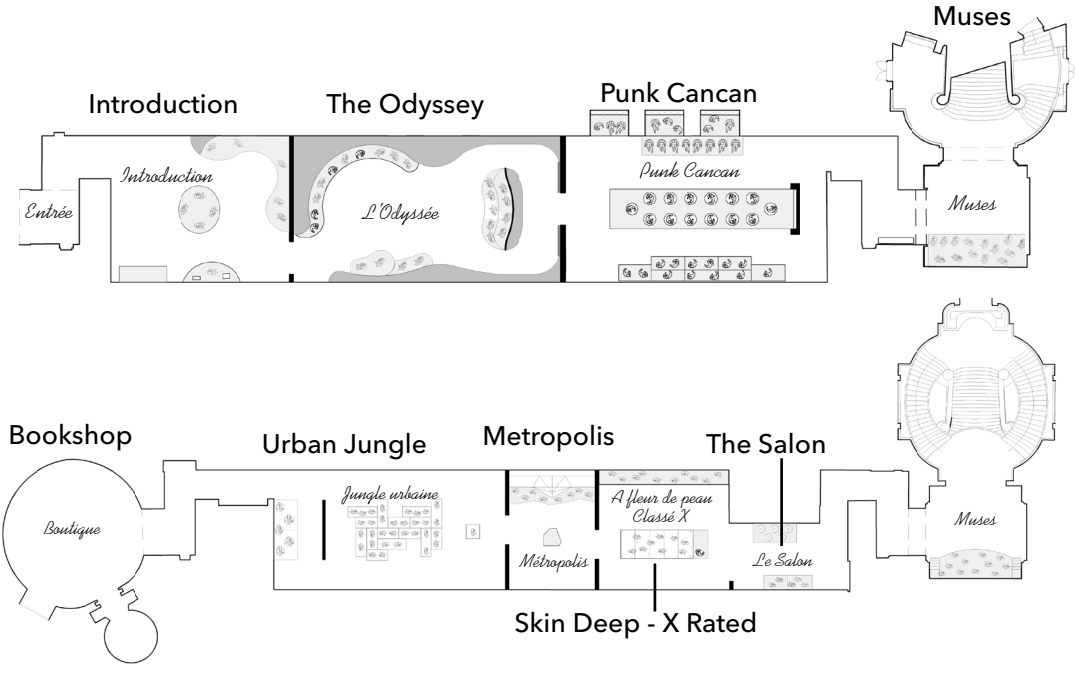 Muses
Introduction
The Odyssey
Punk Cancan
Introduction
Entrée
L'Odyssée
Punk Cancan
Muses
Bookshop
Urban Jungle
Metropolis
The Salon
Boutique
Jungle urbaine
Métropolis
A fleur de peau
Classé X
Le Salon
Muses
Skin Deep - X Rated